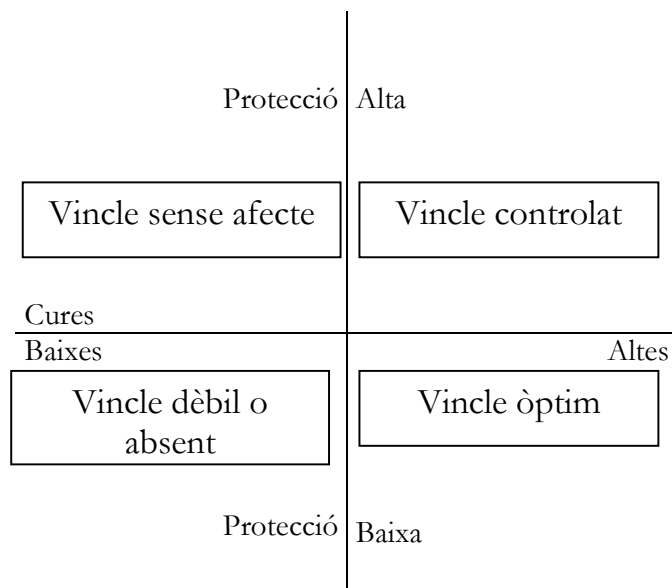 Protecció Alta
Vincle sense afecte
Vincle controlat
Cures
Baixes
Altes
Vincle dèbil o
absent
Vincle òptim
Protecció Baixa